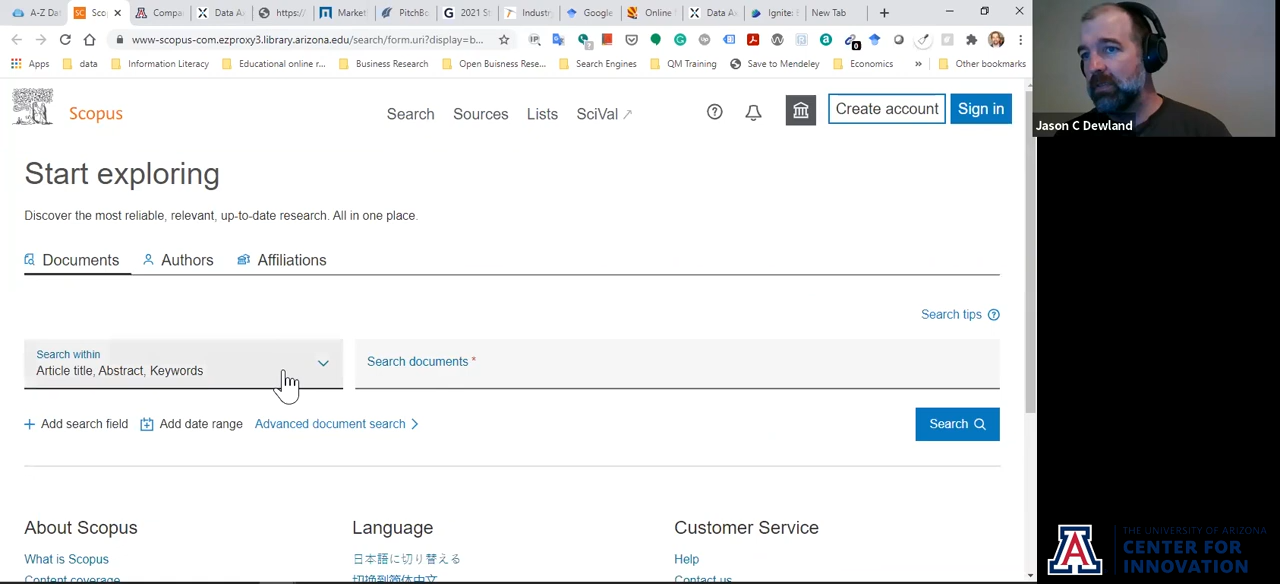 A-Z Da
Sco
Compa
Data Ax
https:/
Market
PitchBo
2021 St
Industr
Google
Online
Data Ax
Ignite: E
New Tab
www-scopus-com.ezproxy3.library.arizona.edu/search/form.uri?display=b...
Apps
data
Information Literacy
Educational online r...
Business Research
Open Buisness Rese...
Search Engines
QM Training
Save to Mendeley
Economics
»
Other bookmarks
Scopus
Search
Sources
Lists
SciVal ↗
Create account
Sign in
Start exploring
Discover the most reliable, relevant, up-to-date research. All in one place.
Documents
Authors
Affiliations
Search tips
Search within
Article title, Abstract, Keywords
Search documents *
+ Add search field
Add date range
Advanced document search >
Search
About Scopus
Language
Customer Service
What is Scopus
日本語に切り替える
Help
Content coverage
切换到简体中文
Contact us
Jason C Dewland
THE UNIVERSITY OF ARIZONA
CENTER FOR
INNOVATION